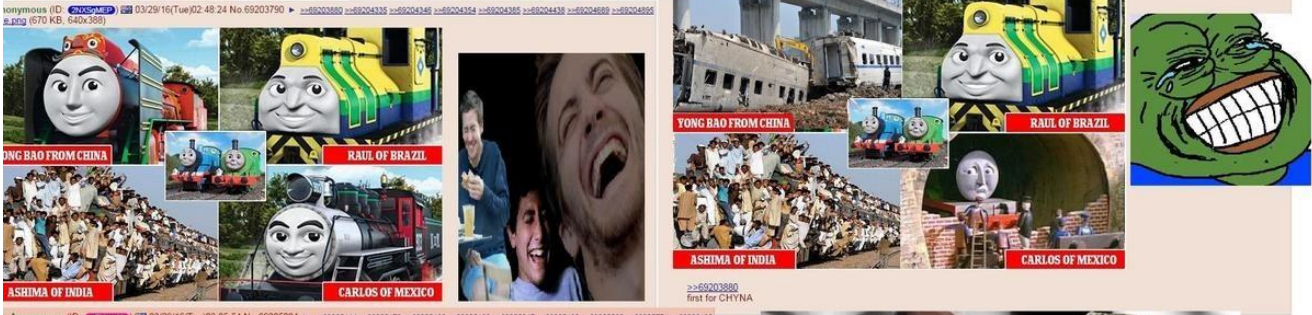 onymous (ID: 2NXSgMEP) 03/29/16(Tue)02:48:24 No.69203790 ► >>69203880 >>69204335 >>69204346 >>69204354 >>69204385 >>69204438 >>69204689 >>69204895
e.png (670 KB, 640x388)
ONG BAO FROM CHINA
RAUL OF BRAZIL
ASHIMA OF INDIA
CARLOS OF MEXICO
YONG BAO FROM CHINA
RAUL OF BRAZIL
ASHIMA OF INDIA
CARLOS OF MEXICO
>>69203880
first for CHYNA